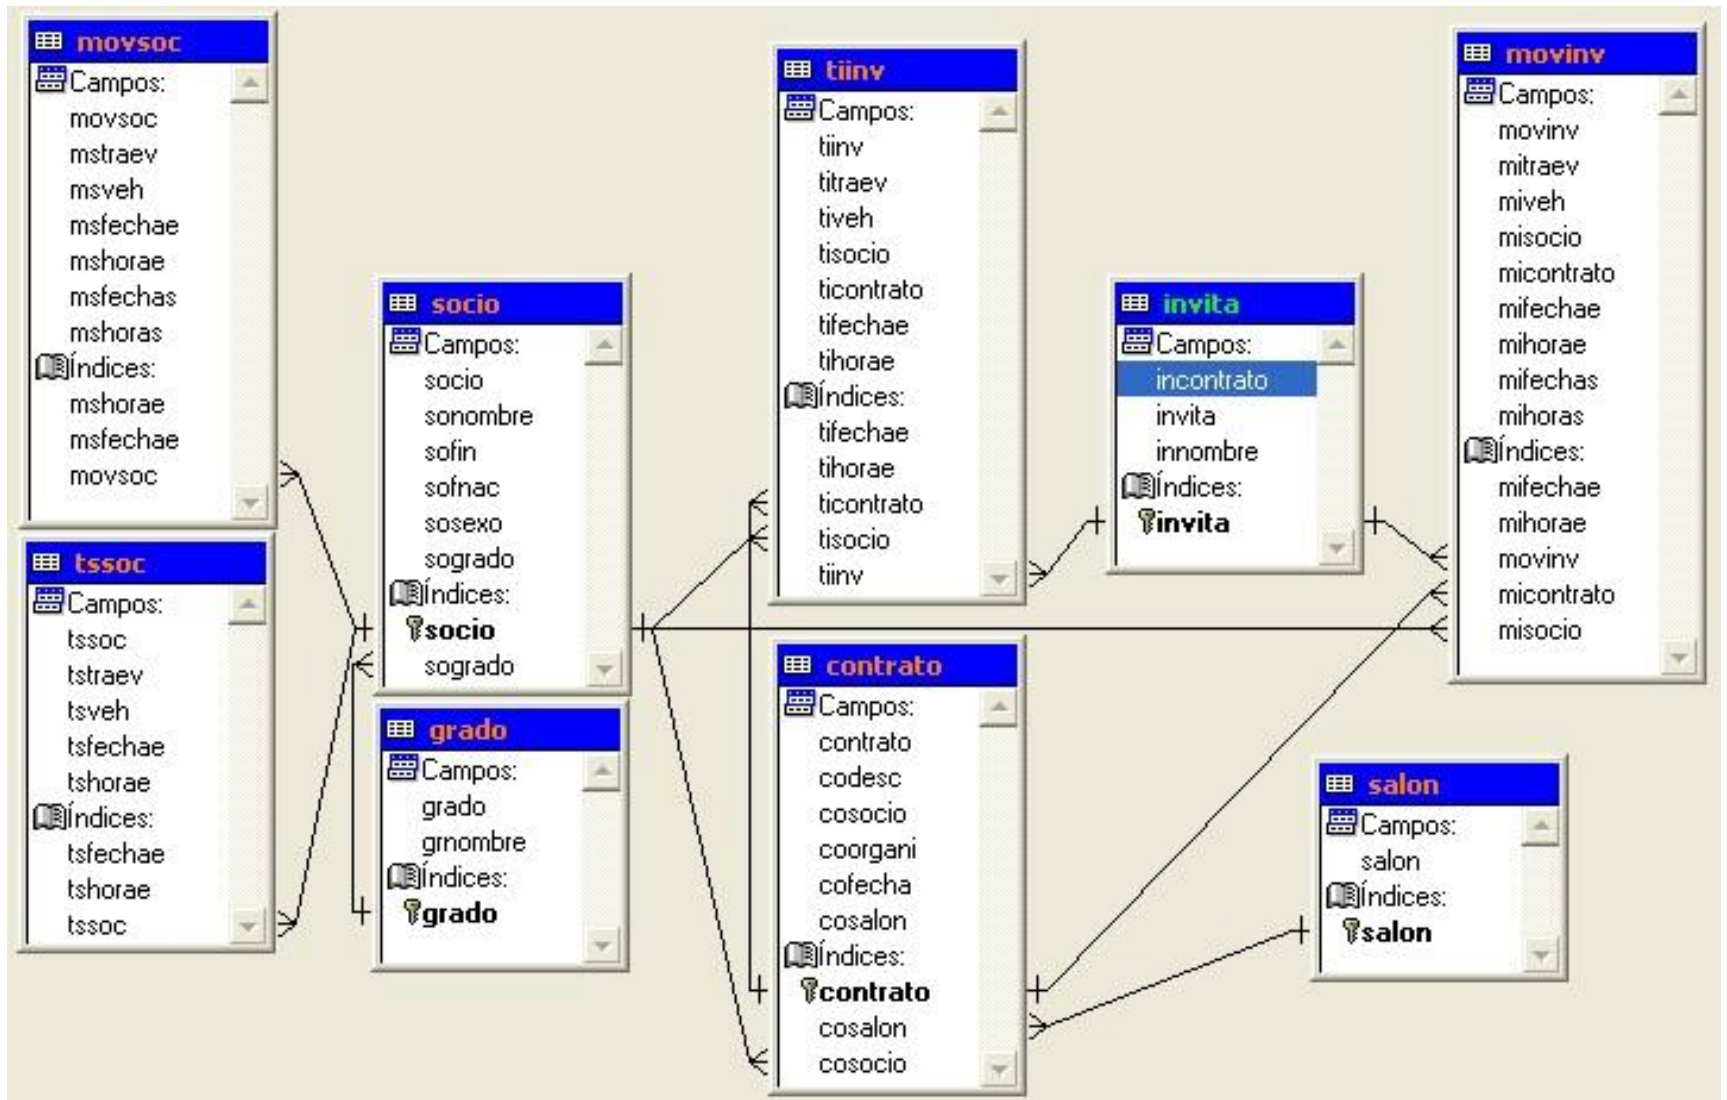 movsoc
Campos:
movsoc
mstraev
msveh
msfechae
mshorae
msfechas
mshoras
Índices:
mshorae
msfechae
movsoc
tssoc
Campos:
tssoc
tstraev
tsveh
tsfechae
tshorae
Índices:
tsfechae
tshorae
tssoc
socio
Campos:
socio
sonombre
sofin
sofnac
sosexo
sogrado
Índices:
socio
sogrado
grado
Campos:
grado
grnombre
Índices:
grado
tiinv
Campos:
tiinv
titraev
tiveh
tisocio
ticontrato
tifechae
tihorae
Índices:
tifechae
tihorae
ticontrato
tisocio
tiinv
contrato
Campos:
contrato
codesc
cosocio
coorgani
cofecha
cosalon
Índices:
contrato
cosalon
cosocio
invita
Campos:
incontrato
invita
innombre
Índices:
invita
movinv
Campos:
movinv
mitraev
miveh
misocio
micontrato
mifechae
mihorae
mifechas
mihoras
Índices:
mifechae
mihorae
movinv
micontrato
misocio
salon
Campos:
salon
Índices:
salon